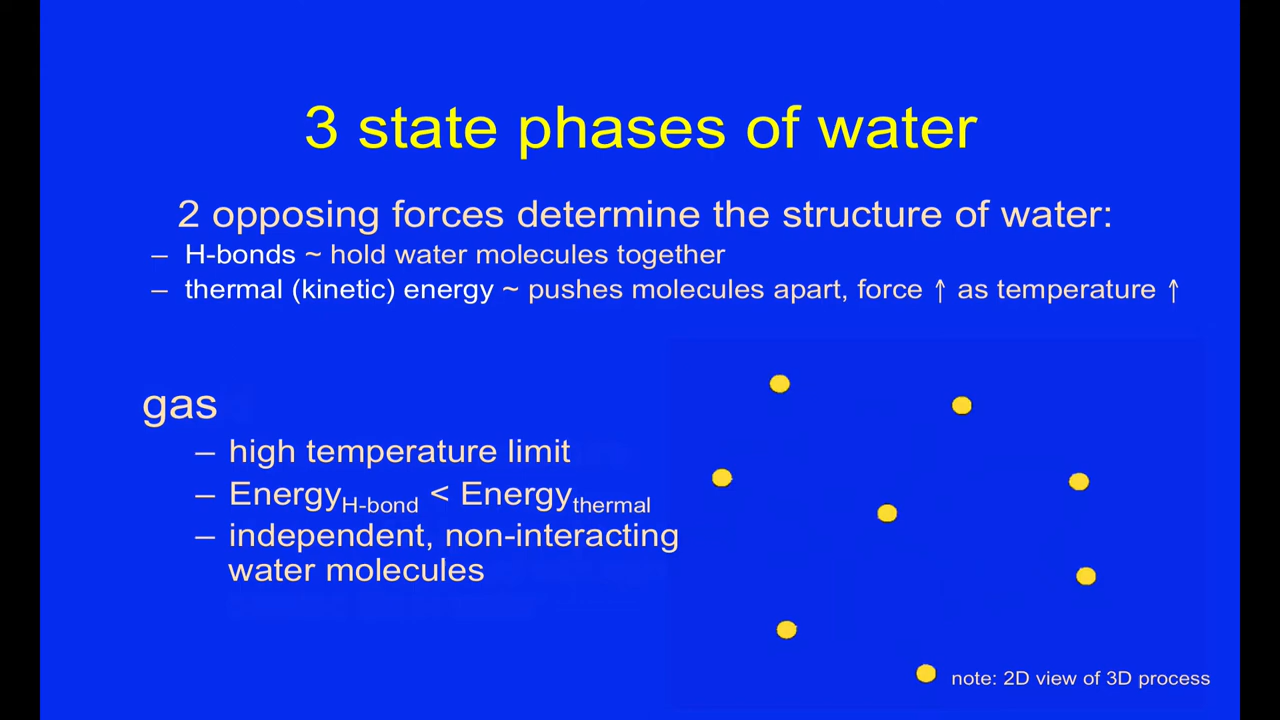 3 state phases of water
2 opposing forces determine the structure of water:
– H-bonds ~ hold water molecules together
– thermal (kinetic) energy ~ pushes molecules apart, force ↑ as temperature ↑
gas
– high temperature limit
– EnergyH-bond < Energythermal
– independent, non-interacting
water molecules
note: 2D view of 3D process